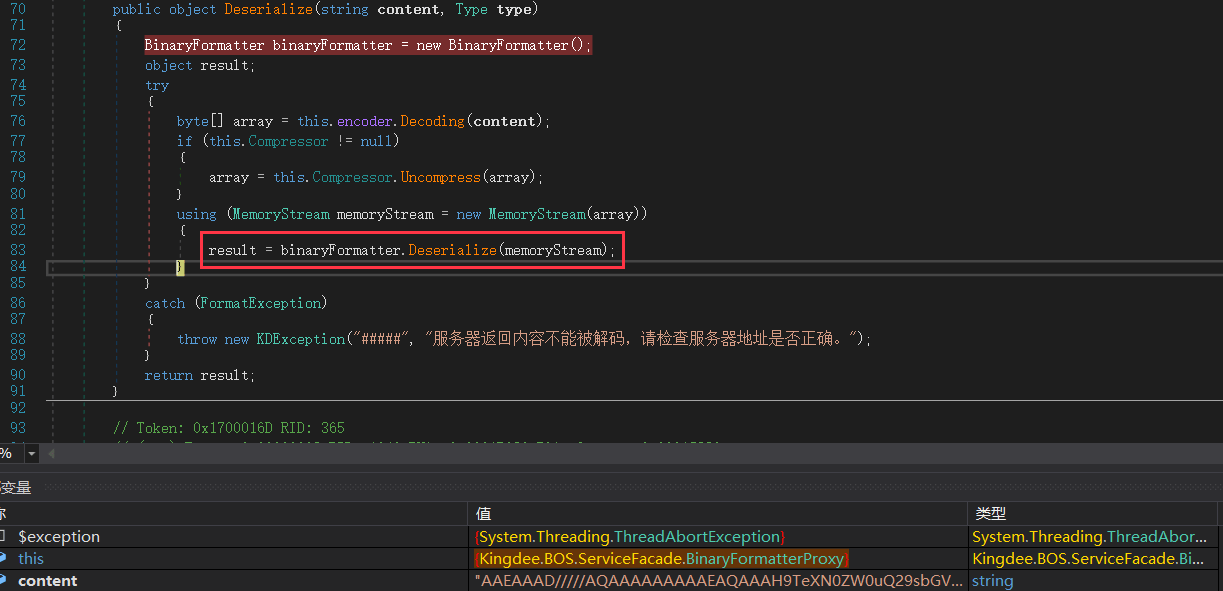 70 public object Deserialize(string content, Type type)
71 {
72 BinaryFormatter binaryFormatter = new BinaryFormatter();
73 object result;
74 try
75 {
76 byte[] array = this.encoder.Decoding(content);
77 if (this.Compressor != null)
78 {
79 array = this.Compressor.Uncompress(array);
80 }
81 using (MemoryStream memoryStream = new MemoryStream(array))
82 {
83 result = binaryFormatter.Deserialize(memoryStream);
84 }
85 }
86 catch (FormatException)
87 {
88 throw new KDException("#####", "服务器返回内容不能被解码，请检查服务器地址是否正确。");
89 }
90 return result;
91 }
92
93 // Token: 0x1700016D RID: 365
%
变量
值 类型
$exception {System.Threading.ThreadAbortException} System.Threading.ThreadAbor...
this {Kingdee.BOS.ServiceFacade.BinaryFormatterProxy} Kingdee.BOS.ServiceFacade.Bi...
content "AAEAAAD/////AQAAAAAAAAAEAQAAAH9TeXN0ZW0uQ29sbGV... string